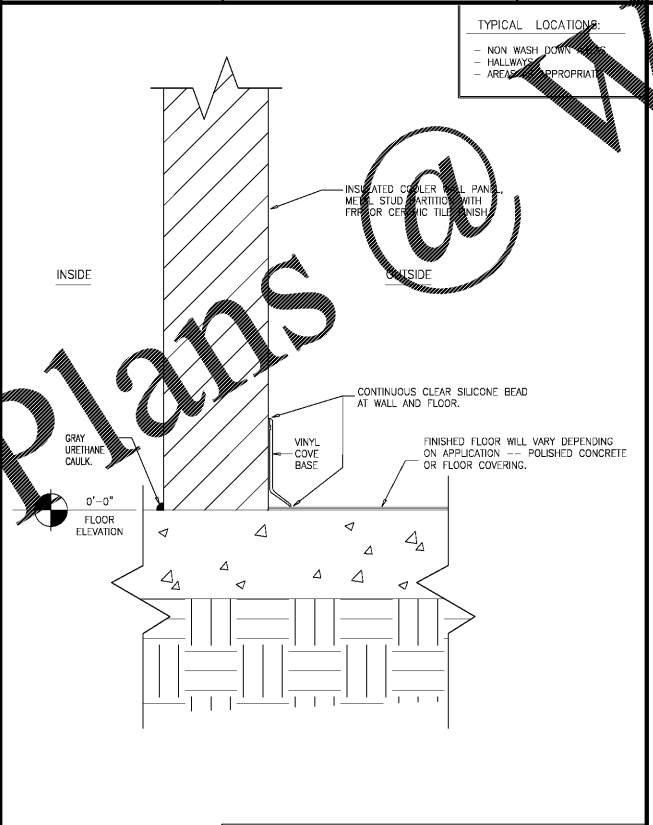 TYPICAL LOCATIONS:
- NON WASH DOWN
- HALLWAYS
- AREAS APPROPRIATE
INSULATED COOLER WALL PANEL,
METAL STUD PARTITION WITH
FRP OR CERAMIC TILE FINISH.
INSIDE
OUTSIDE
Plans @ W
CONTINUOUS CLEAR SILICONE BEAD
AT WALL AND FLOOR.
GRAY
URETHANE
CAULK.
VINYL
COVE
BASE
FINISHED FLOOR WILL VARY DEPENDING
ON APPLICATION -- POLISHED CONCRETE
OR FLOOR COVERING.
0'-0"
FLOOR
ELEVATION